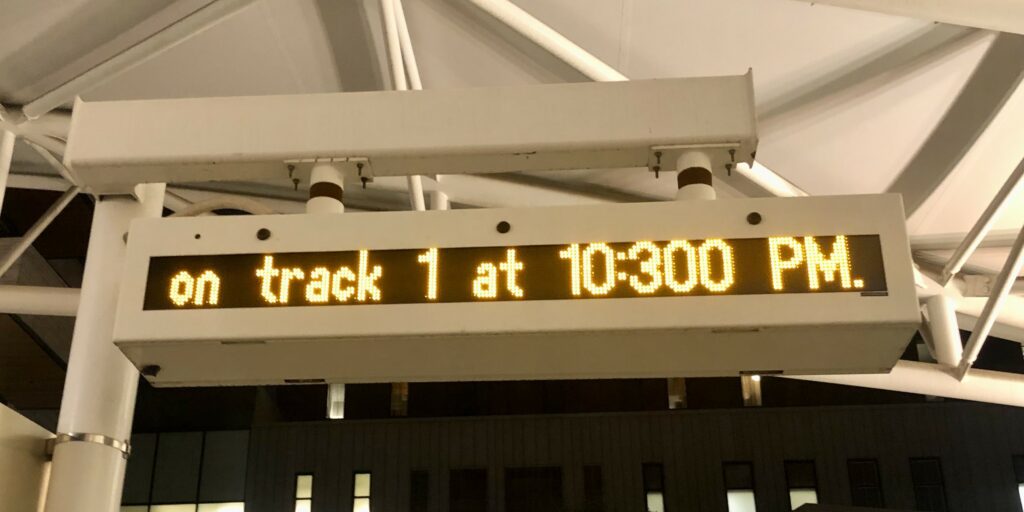 on track 1 at 10:300 PM.